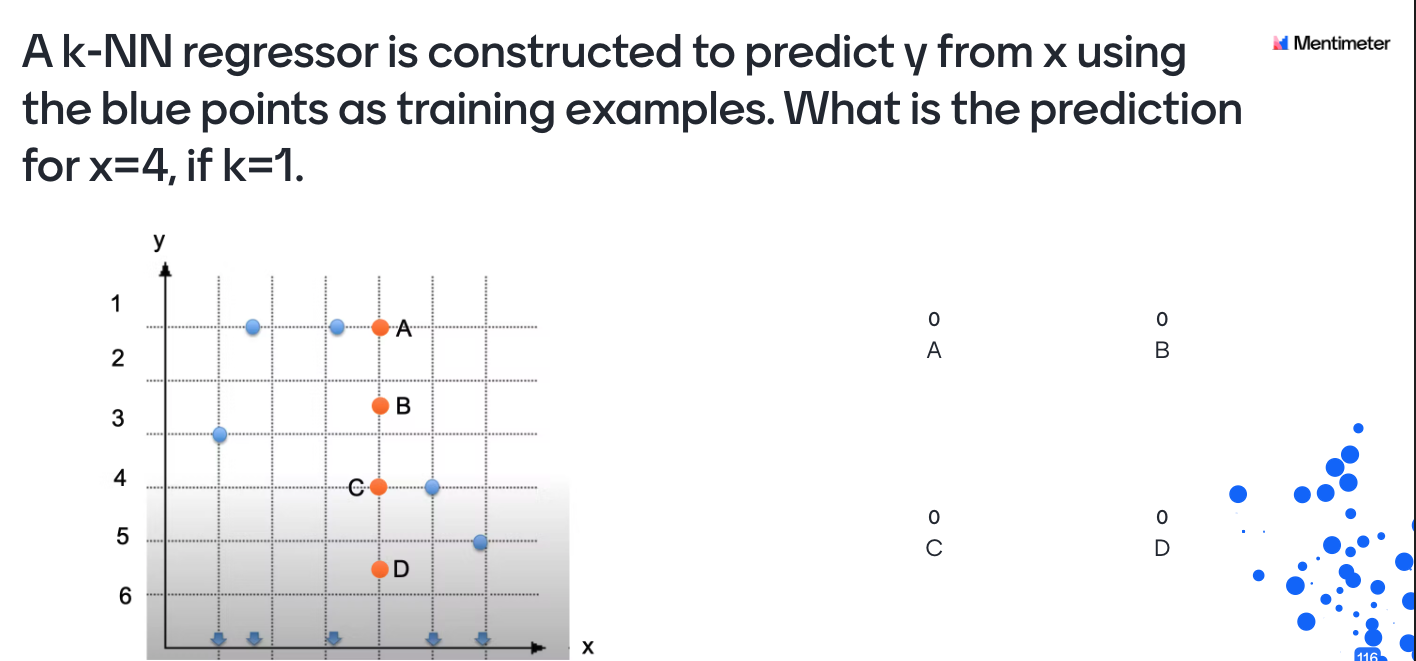 A k-NN regressor is constructed to predict y from x using
the blue points as training examples. What is the prediction
for x=4, if k=1.
Mentimeter
y
1
2
3
4
5
6
A
B
C
D
x
0
A
0
B
0
C
0
D
116